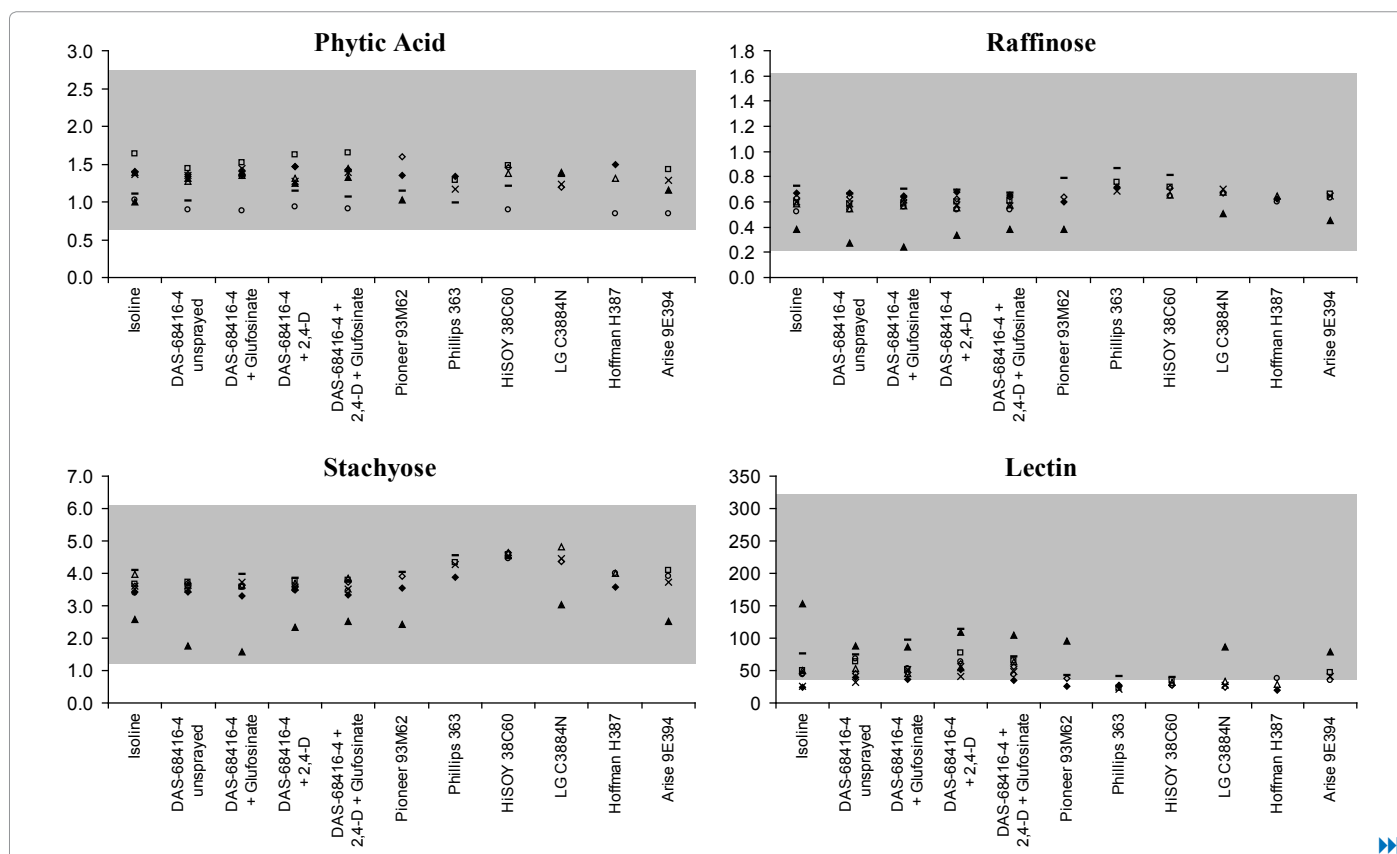 Phytic Acid
3.0
2.5
2.0
1.5
1.0
0.5
0.0
Isoline
DAS-68416-4
unsprayed
DAS-68416-4
+ Glufosinate
DAS-68416-4
+ 2,4-D
DAS-68416-4 +
2,4-D + Glufosinate
Pioneer 93M62
Phillips 363
HiSOY 38C60
LG C3884N
Hoffman H387
Arise 9E394
Raffinose
1.8
1.6
1.4
1.2
1.0
0.8
0.6
0.4
0.2
0.0
Isoline
DAS-68416-4
unsprayed
DAS-68416-4
+ Glufosinate
DAS-68416-4
+ 2,4-D
DAS-68416-4 +
2,4-D + Glufosinate
Pioneer 93M62
Phillips 363
HiSOY 38C60
LG C3884N
Hoffman H387
Arise 9E394
Stachyose
7.0
6.0
5.0
4.0
3.0
2.0
1.0
0.0
Isoline
DAS-68416-4
unsprayed
DAS-68416-4
+ Glufosinate
DAS-68416-4
+ 2,4-D
DAS-68416-4 +
2,4-D + Glufosinate
Pioneer 93M62
Phillips 363
HiSOY 38C60
LG C3884N
Hoffman H387
Arise 9E394
Lectin
350
300
250
200
150
100
50
0
Isoline
DAS-68416-4
unsprayed
DAS-68416-4
+ Glufosinate
DAS-68416-4
+ 2,4-D
DAS-68416-4 +
2,4-D + Glufosinate
Pioneer 93M62
Phillips 363
HiSOY 38C60
LG C3884N
Hoffman H387
Arise 9E394